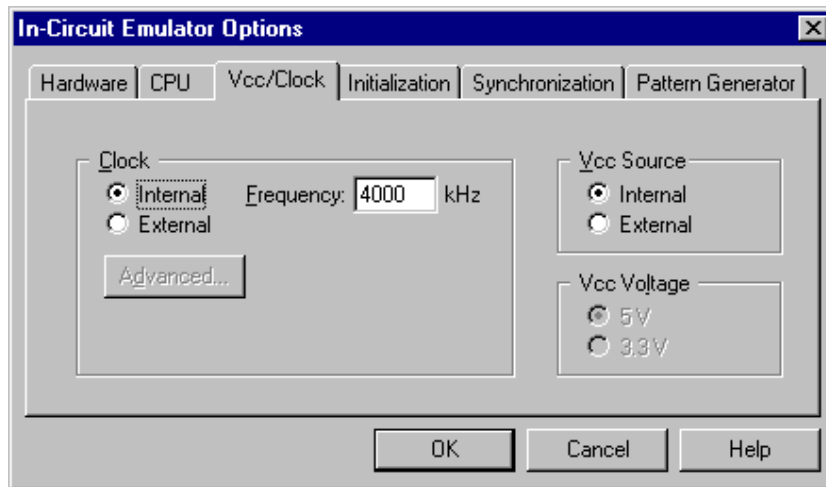 In-Circuit Emulator Options
Hardware CPU Vcc/Clock Initialization Synchronization Pattern Generator
Clock
Internal Frequency: 4000 kHz
External
Advanced...
Vcc Source
Internal
External
Vcc Voltage
5V
3.3V
OK Cancel Help